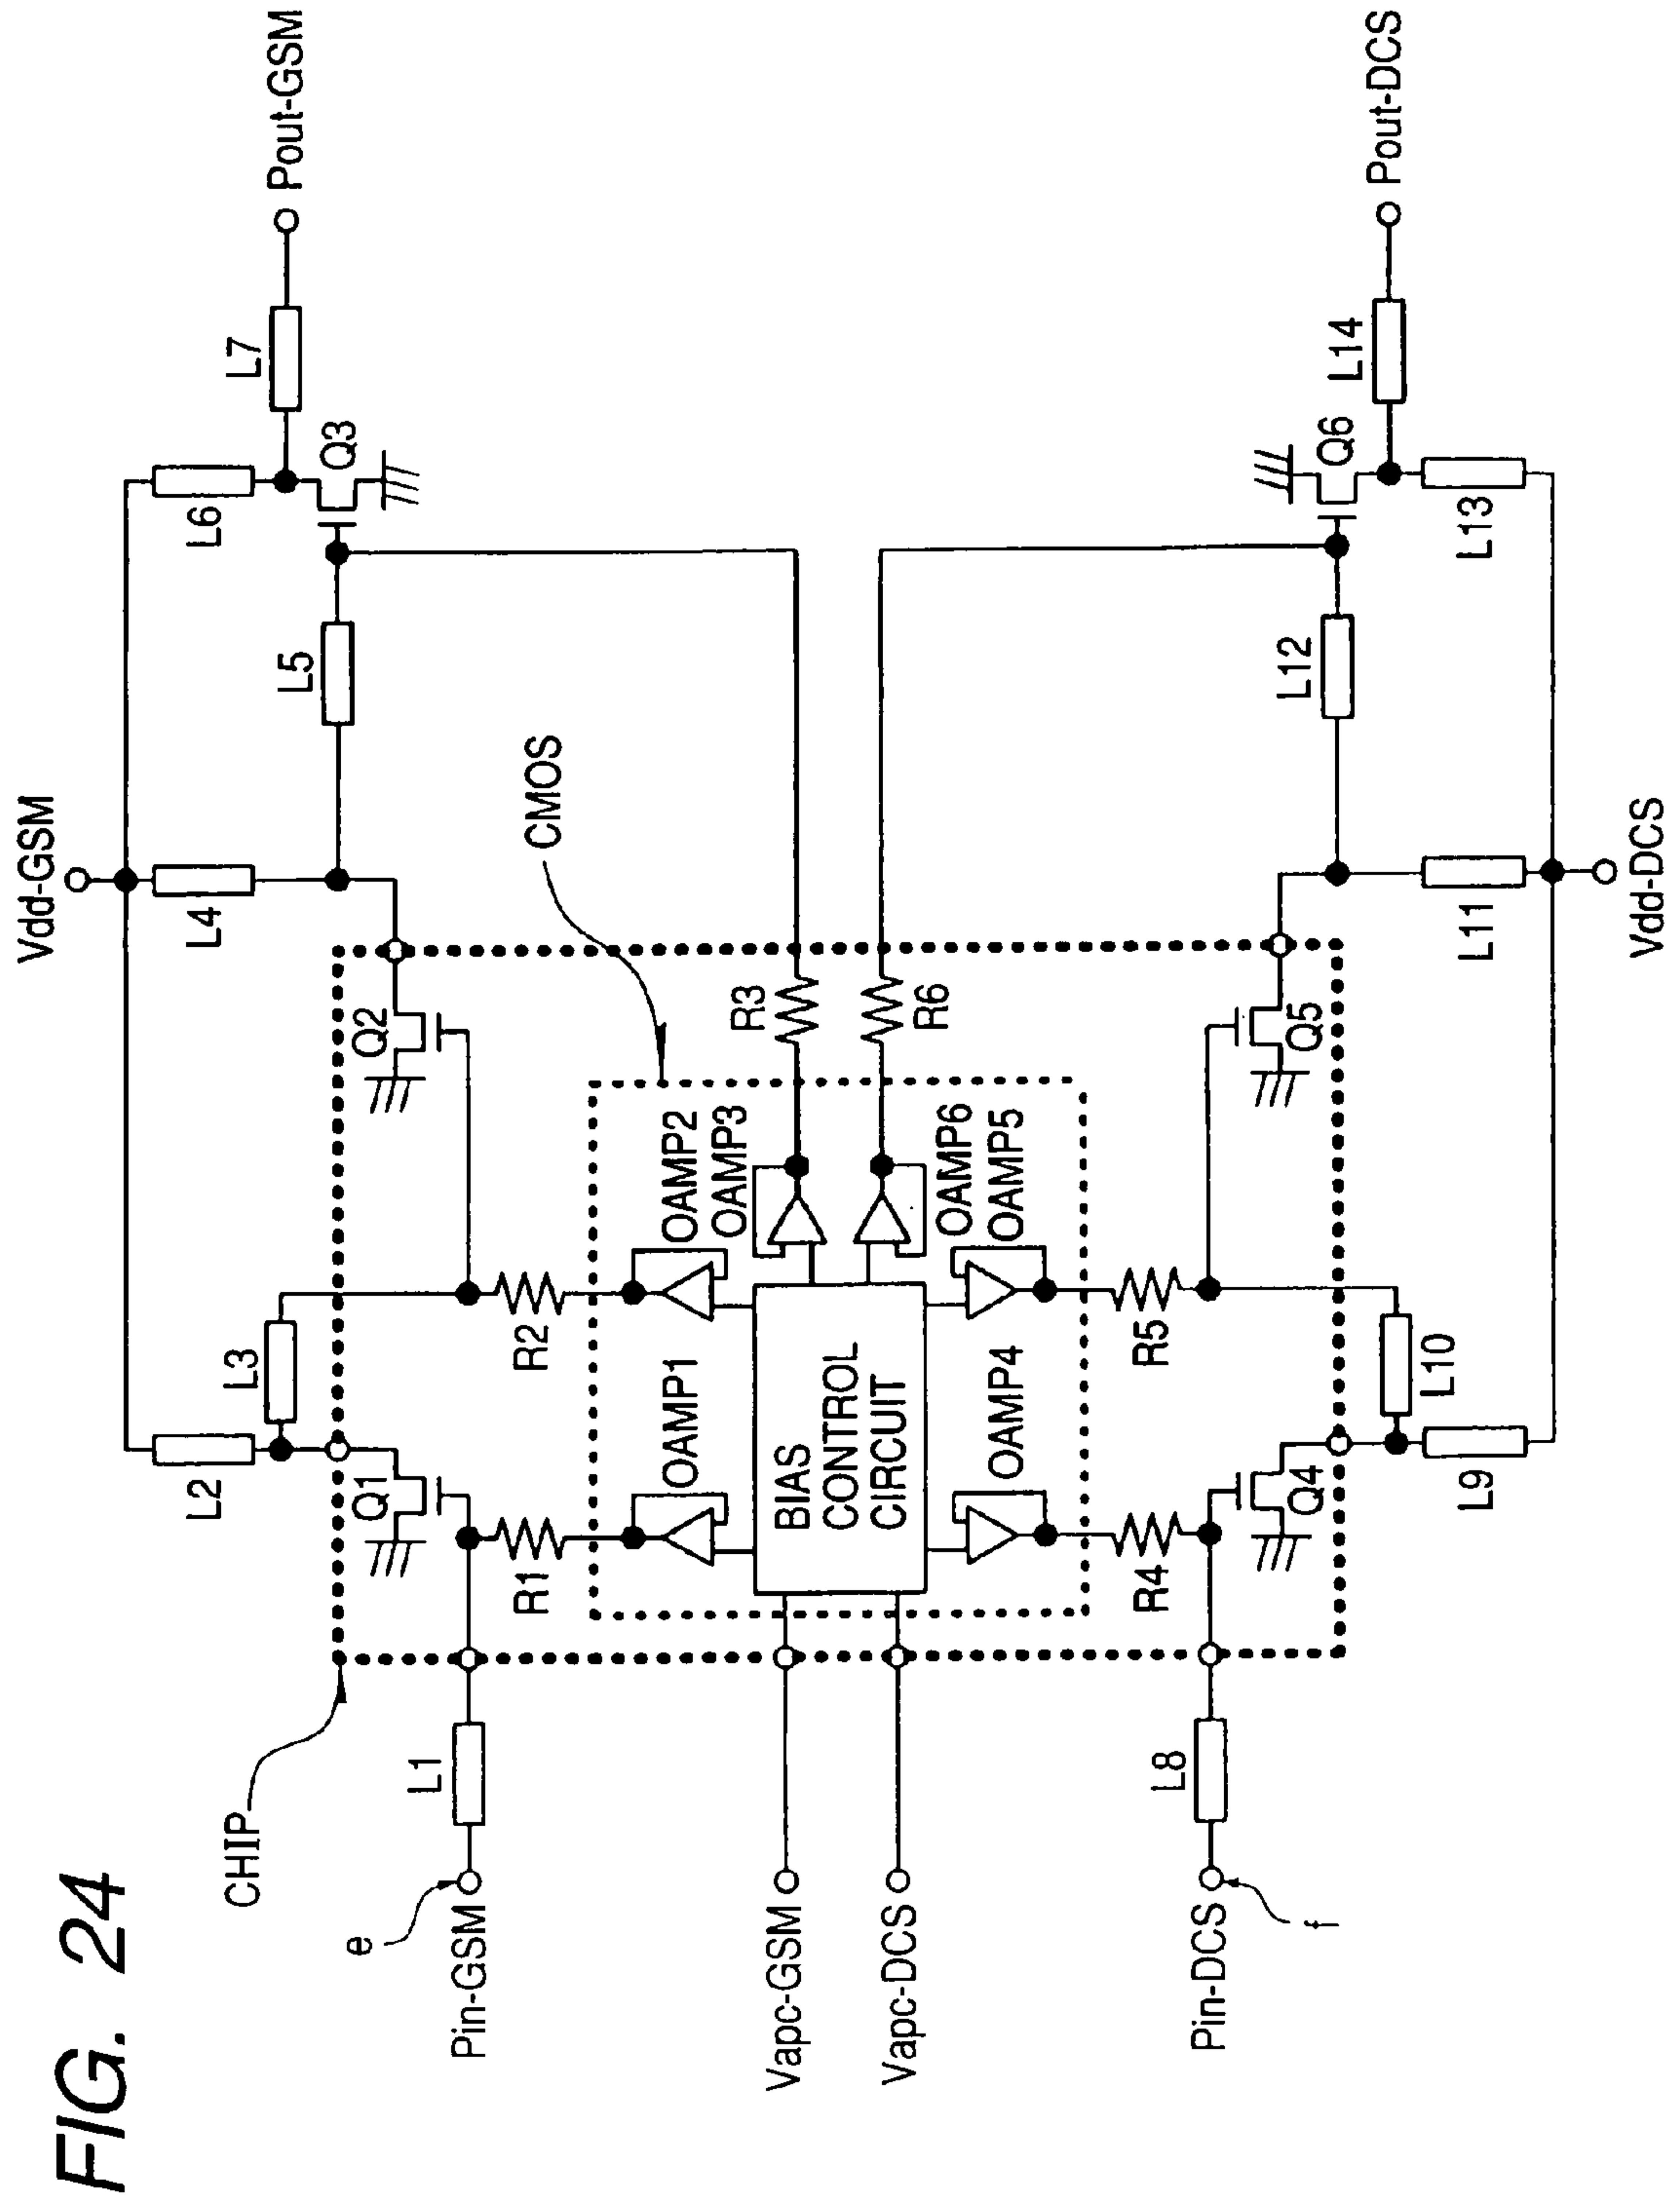 FIG. 24
Vdd-GSM
L2
L4
L6
L3
L5
L7
Pout-GSM
CHIP
Q1
Q2
Q3
e
L1
Pin-GSM
R1
R2
CMOS
OAMP1
OAMP2
OAMP3
R3
Vapc-GSM
BIAS
CONTROL
CIRCUIT
Vapc-DCS
R6
OAMP6
OAMP5
OAMP4
R4
R5
Pin-DCS
L8
f
Q4
Q5
Q6
L10
L12
L14
Pout-DCS
L9
L11
L13
Vdd-DCS